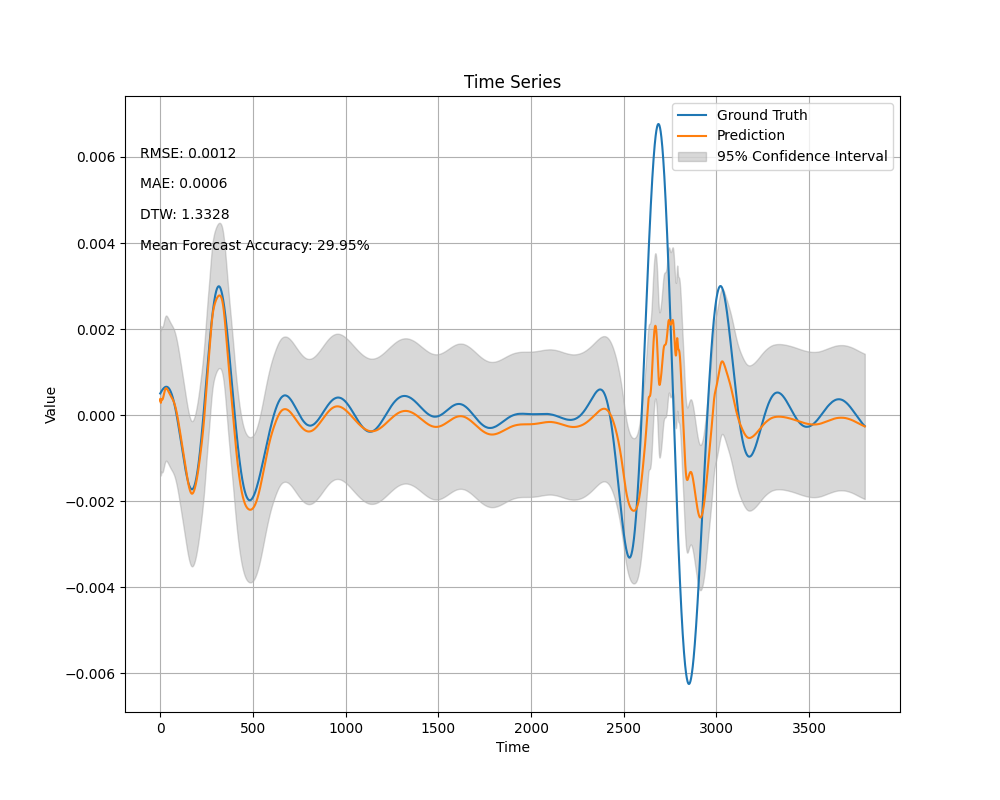 Time Series
Ground Truth
Prediction
95% Confidence Interval
RMSE: 0.0012
MAE: 0.0006
DTW: 1.3328
Mean Forecast Accuracy: 29.95%
Value
0.006
0.004
0.002
0.000
−0.002
−0.004
−0.006
0 500 1000 1500 2000 2500 3000 3500
Time